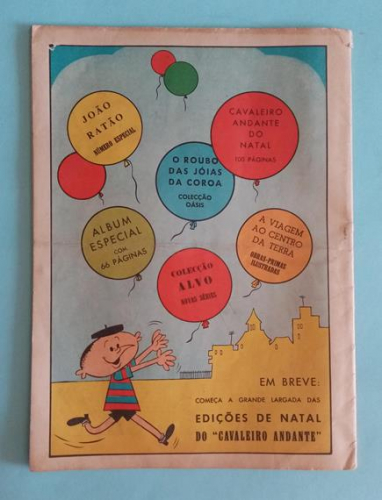 JOÃO
RATÃO
NÚMERO ESPECIAL
CAVALEIRO
ANDANTE
DO
NATAL
100 PÁGINAS
O ROUBO
DAS JÓIAS
DA COROA
COLECÇÃO
OÁSIS
ALBUM
ESPECIAL
COM
66 PÁGINAS
A VIAGEM
AO CENTRO
DA TERRA
OBRAS-PRIMAS
ILUSTRADAS
COLECÇÃO
ALVO
NOVAS SÉRIES
EM BREVE:
COMEÇA A GRANDE LARGADA DAS
EDIÇÕES DE NATAL
DO "CAVALEIRO ANDANTE"